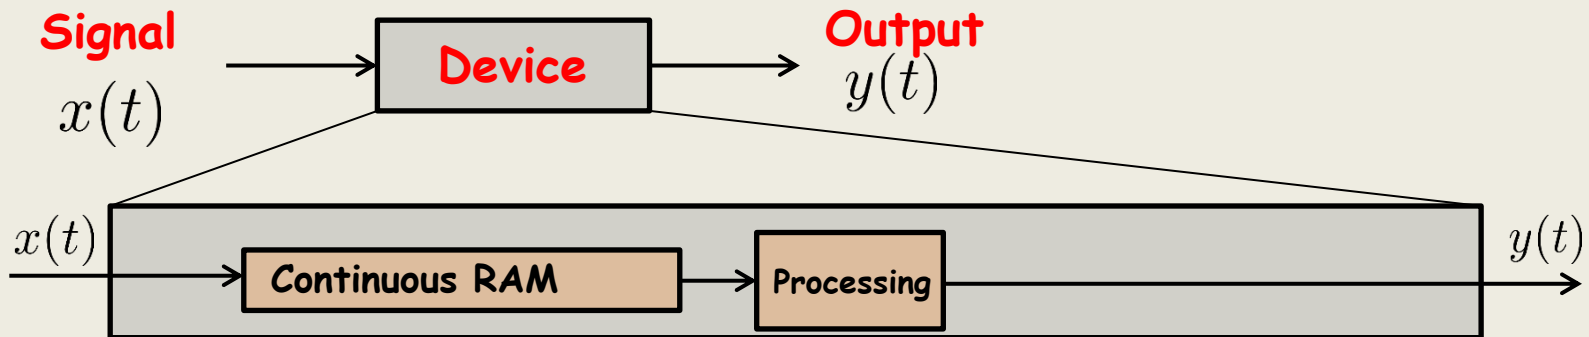 Signal
x(t)
Device
Output
y(t)
x(t)
Continuous RAM
Processing
y(t)